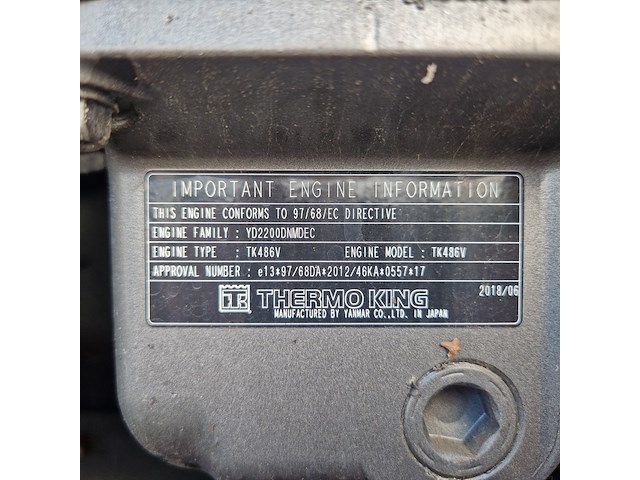 IMPORTANT ENGINE INFORMATION
THIS ENGINE CONFORMS TO 97/68/EC DIRECTIVE
ENGINE FAMILY : YD2200DNMDEC
ENGINE TYPE : TK486V ENGINE MODEL : TK486V
APPROVAL NUMBER : e13*97/68DA*2012/46KA*0557*17
TK THERMO KING 2018/06
MANUFACTURED BY YANMAR CO.,LTD. IN JAPAN